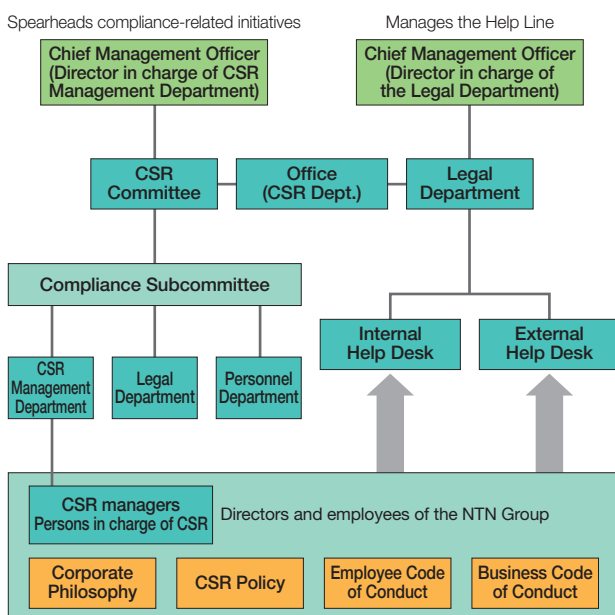 Spearheads compliance-related initiatives
Manages the Help Line
Chief Management Officer
(Director in charge of CSR
Management Department)
Chief Management Officer
(Director in charge of
the Legal Department)
CSR
Committee
Office
(CSR Dept.)
Legal
Department
Compliance Subcommittee
Internal
Help Desk
External
Help Desk
CSR
Management
Department
Legal
Department
Personnel
Department
CSR managers
Persons in charge of CSR
Directors and employees of the NTN Group
Corporate
Philosophy
CSR Policy
Employee Code
of Conduct
Business Code
of Conduct